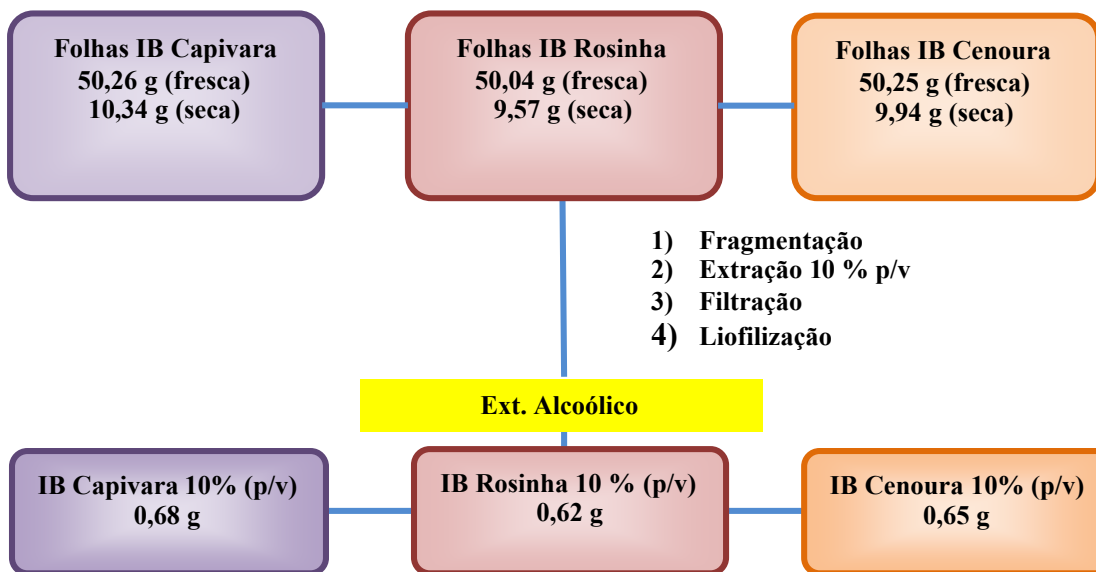 Folhas IB Capivara
50,26 g (fresca)
10,34 g (seca)
Folhas IB Rosinha
50,04 g (fresca)
9,57 g (seca)
Folhas IB Cenoura
50,25 g (fresca)
9,94 g (seca)
1) Fragmentação
2) Extração 10 % p/v
3) Filtração
4) Liofilização
Ext. Alcoólico
IB Capivara 10% (p/v)
0,68 g
IB Rosinha 10 % (p/v)
0,62 g
IB Cenoura 10% (p/v)
0,65 g